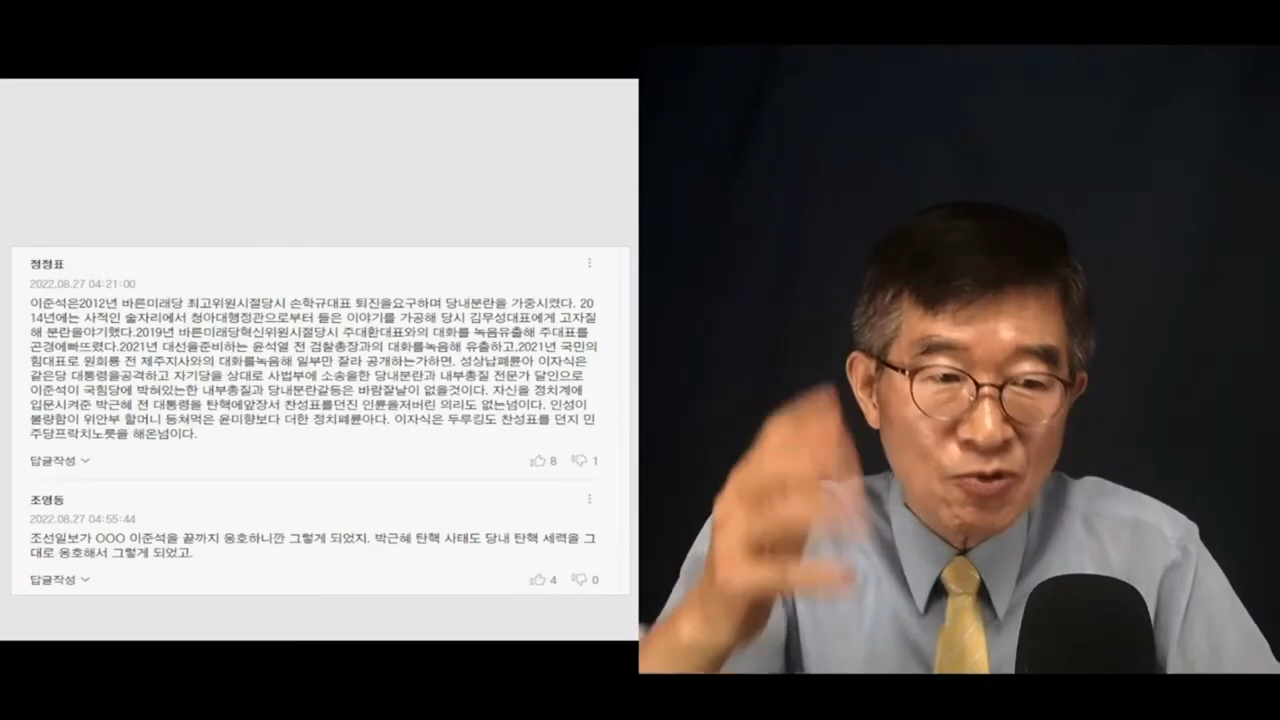 정정표
2022.08.27 04:21:00
이준석은2012년 바른미래당 최고위원시절당시 손학규대표 퇴진을요구하며 당내분란을 가중시켰다. 20
14년에는 사적인 술자리에서 청아대행정관으로부터 들은 이야기를 가공해 당시 김무성대표에게 고자질
해 분란을야기했다.2019년 바른미래당혁신위원시절당시 주대환대표와의 대화를 녹음유출해 주대표를
곤경에빠뜨렸다.2021년 대선을준비하는 윤석열 전 검찰총장과의 대화를녹음해 유출하고,2021년 국민의
힘대표로 원희룡 전 제주지사와의 대화를녹음해 일부만 잘라 공개하는가하면, 성상납폐륜아 이자식은
같은당 대통령을공격하고 자기당을 상대로 사법부에 소송을한 당내분란과 내부총질 전문가 달인으로
이준석이 국힘당에 박혀있는한 내부총질과 당내분란갈등은 바람잘날이 없을것이다. 자신을 정치계에
입문시켜준 박근혜 전 대통령을 탄핵에앞장서 찬성표를던진 인륜을저버린 의리도 없는넘이다. 인성이
불량함이 위안부 할머니 등쳐먹은 윤미향보다 더한 정치폐륜아다. 이자식은 두루킹도 찬성표를 던지 민
주당프락치노릇을 해온넘이다.
답글작성
8
1
조영동
2022.08.27 04:55:44
조선일보가 OOO 이준석을 끝까지 옹호하니깐 그렇게 되었지. 박근혜 탄핵 사태도 당내 탄핵 세력을 그
대로 옹호해서 그렇게 되었고.
답글작성
4
0